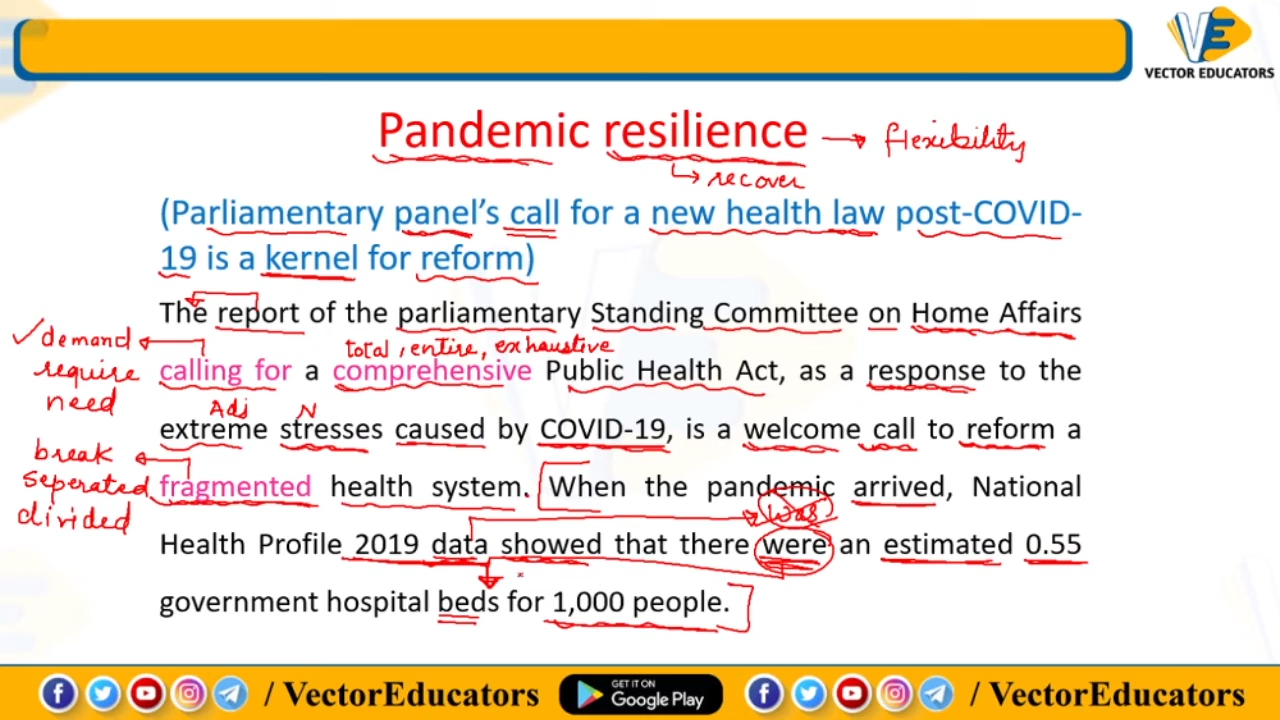 VECTOR EDUCATORS
Pandemic resilience → flexibility
↳ recover
(Parliamentary panel's call for a new health law post-COVID-
19 is a kernel for reform)
The report of the parliamentary Standing Committee on Home Affairs
✓ demand
total, entire, exhaustive
require
calling for a comprehensive Public Health Act, as a response to the
need
Adj N
extreme stresses caused by COVID-19, is a welcome call to reform a
break
seperated
fragmented health system. When the pandemic arrived, National
divided
was
Health Profile 2019 data showed that there were an estimated 0.55
government hospital beds for 1,000 people.
/ VectorEducators
GET IT ON
Google Play
/ VectorEducators